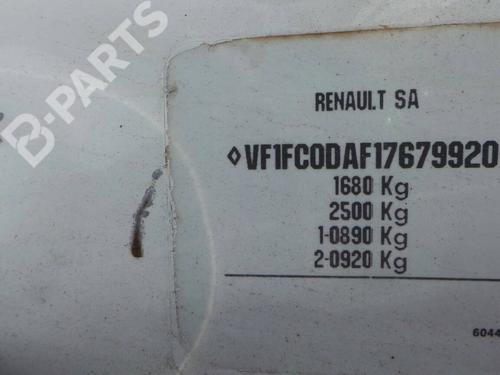 B-PARTS
RENAULT SA
◊VF1FC0DAF17679920
1680 Kg
2500 Kg
1-0890 Kg
2-0920 Kg
6044